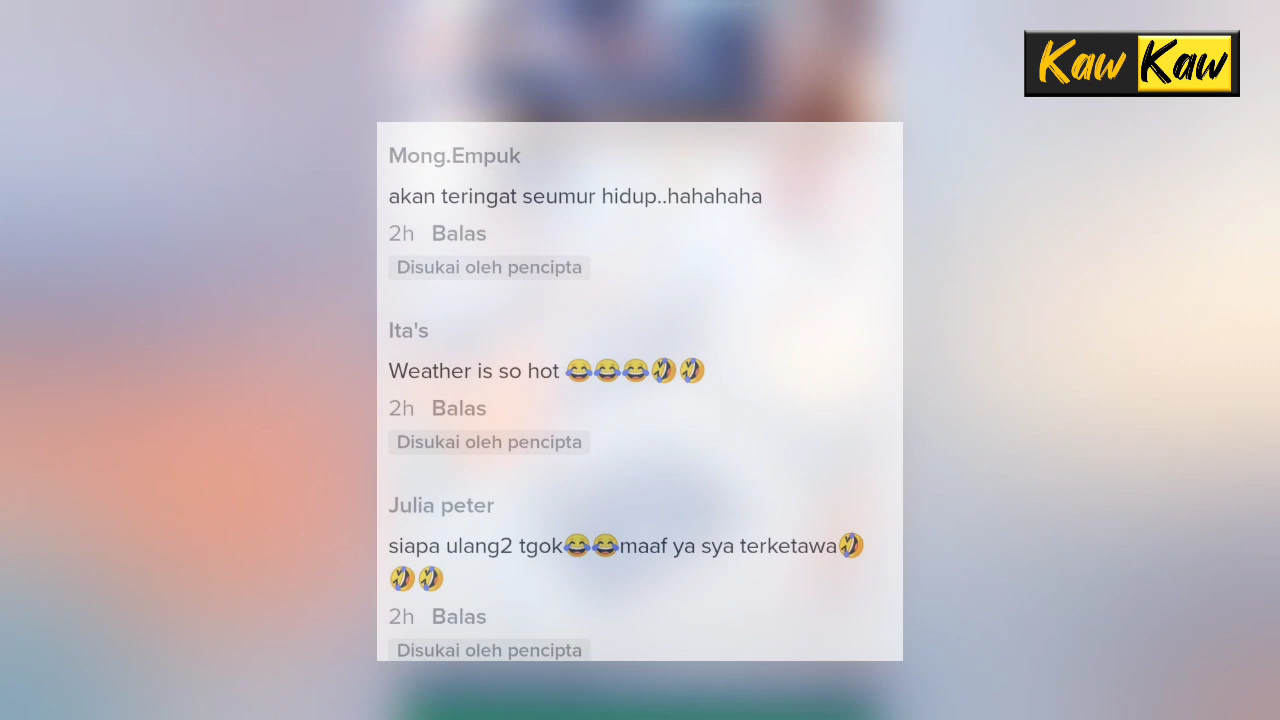 Kaw Kaw
Mong.Empuk
akan teringat seumur hidup..hahahaha
2h Balas
Disukai oleh pencipta
Ita's
Weather is so hot 😂😂😂🤣🤣
2h Balas
Disukai oleh pencipta
Julia peter
siapa ulang2 tgok😂😂maaf ya sya terketawa🤣
🤣🤣
2h Balas
Disukai oleh pencipta